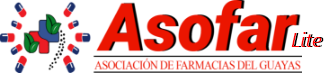 Asofar Lite
ASOCIACIÓN DE FARMACIAS DEL GUAYAS